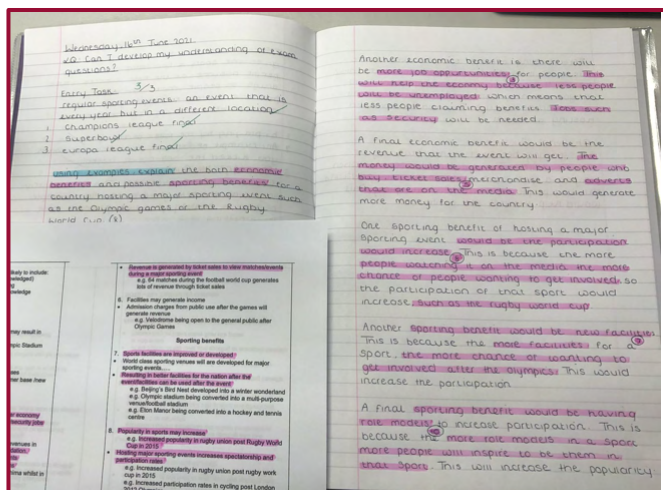 Wednesday 16th June 2021
KQ: Can I develop my understanding of exam
questions?
Entry Task 3/3
regular sporting events: an event that is
every year but in a different location
1 Champions league final
2 Superbowl
3 europa league final
Using examples explain the both economic
benefits and possible sporting benefits for a
country hosting a major sporting event such
as the Olympic games or the Rugby
World Cup (8)
likely to include:
may result in
pic Stadium
economy
security jobs
venues in
whilst in
• Revenue is generated by ticket sales to view matches/events
during a major sporting event
e.g. 64 matches during the football world cup generates
lots of revenue through ticket sales
6. Facilities may generate income
• Admission charges from public use after the games will
generate revenue
e.g. Velodrome being open to the general public after
Olympic Games
Sporting benefits
7. Sports facilities are improved or developed
• World class sporting venues will are developed for major
sporting events....
• Resulting in better facilities for the nation after the
event/facilities can be used after the event
e.g. Beijing's Bird Nest developed into a winter wonderland
e.g. Olympic stadium being converted into a multi-purpose
venue/football stadium
e.g. Eton Manor being converted into a hockey and tennis
centre
8. Popularity in sports may increase
e.g. Increased popularity in rugby union post Rugby World
Cup in 2015
• Hosting major sporting events increases spectatorship and
participation rates
e.g. Increased popularity in rugby union post rugby work
cup in 2015
e.g. Increased participation rates in cycling post London
2012 Olympic
Another economic benefit is there will
be more job opportunities for people. This
will help the economy because less people
will be unemployed which means that
less people claiming benefits. Jobs such
as security will be needed.
A final economic benefit would be the
revenue that the event will get. The
money would be generated by people who
buy ticket sales, merchandise and adverts
that are on the media. This would generate
more money for the country
One sporting benefit of hosting a major
sporting event would be the participation
would increase. This is because the more
people watching it on the media the more
chance of people wanting to get involved so
the participation of that sport would
increase, such as the rugby world cup
Another sporting benefit would be new facilities.
This is because the more facilities for a
sport, the more chance of wanting to
get involved after the olympics. This would
increase the participation
A final sporting benefit would be having
role models to increase participation. This is
because the more role models in a sport
more people will inspire to be them in
that sport. This will increase the popularity